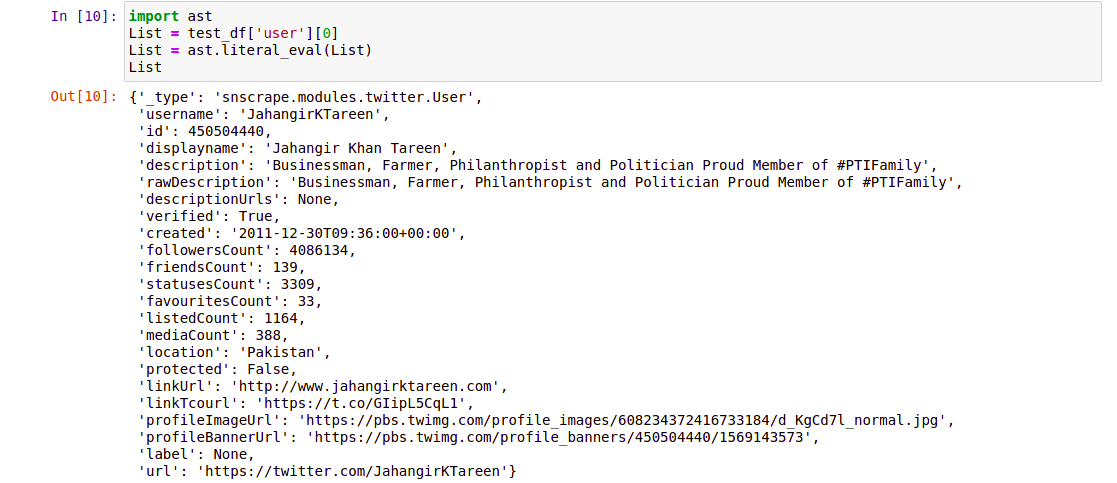 In [10]: import ast
List = test_df['user'][0]
List = ast.literal_eval(List)
List
Out[10]: {'_type': 'snscrape.modules.twitter.User',
'username': 'JahangirKTareen',
'id': 450504440,
'displayname': 'Jahangir Khan Tareen',
'description': 'Businessman, Farmer, Philanthropist and Politician Proud Member of #PTIFamily',
'rawDescription': 'Businessman, Farmer, Philanthropist and Politician Proud Member of #PTIFamily',
'descriptionUrls': None,
'verified': True,
'created': '2011-12-30T09:36:00+00:00',
'followersCount': 4086134,
'friendsCount': 139,
'statusesCount': 3309,
'favouritesCount': 33,
'listedCount': 1164,
'mediaCount': 388,
'location': 'Pakistan',
'protected': False,
'linkUrl': 'http://www.jahangirktareen.com',
'linkTcourl': 'https://t.co/GIipL5CqL1',
'profileImageUrl': 'https://pbs.twimg.com/profile_images/608234372416733184/d_KgCd7l_normal.jpg',
'profileBannerUrl': 'https://pbs.twimg.com/profile_banners/450504440/1569143573',
'label': None,
'url': 'https://twitter.com/JahangirKTareen'}